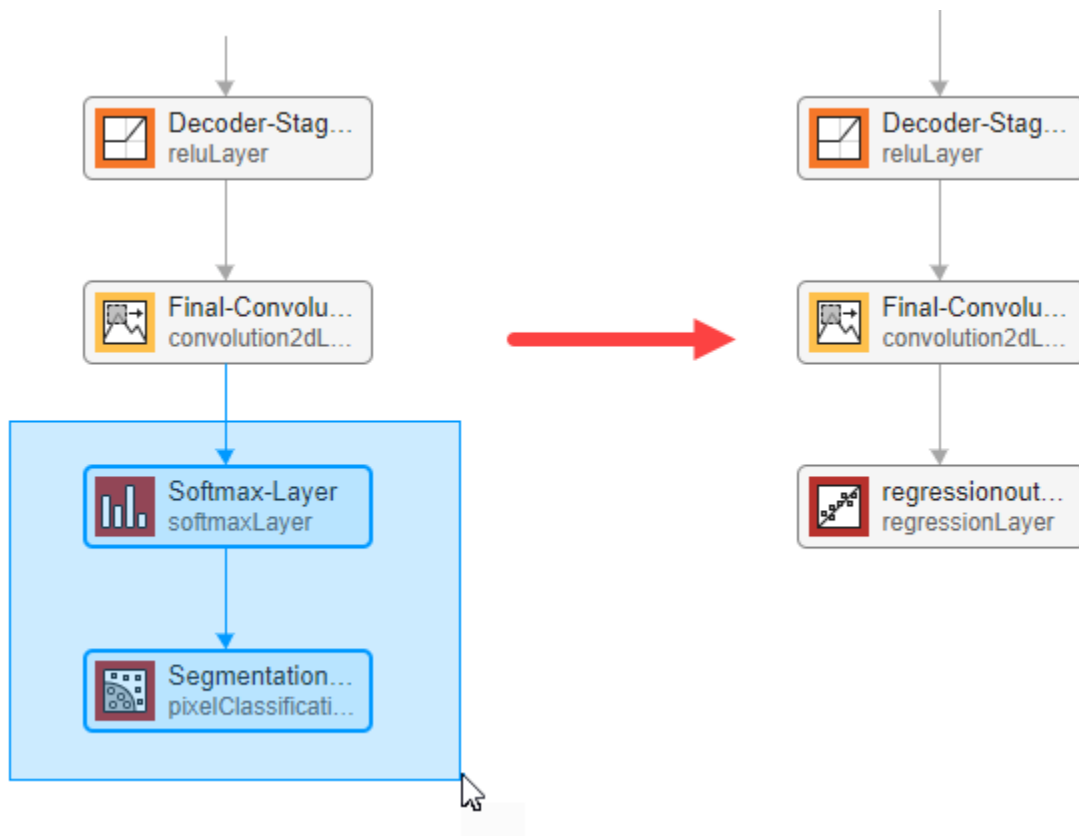 Decoder-Stag...
reluLayer
Final-Convolu...
convolution2dL...
Softmax-Layer
softmaxLayer
Segmentation...
pixelClassificati...
Decoder-Stag...
reluLayer
Final-Convolu...
convolution2dL...
regressionout...
regressionLayer